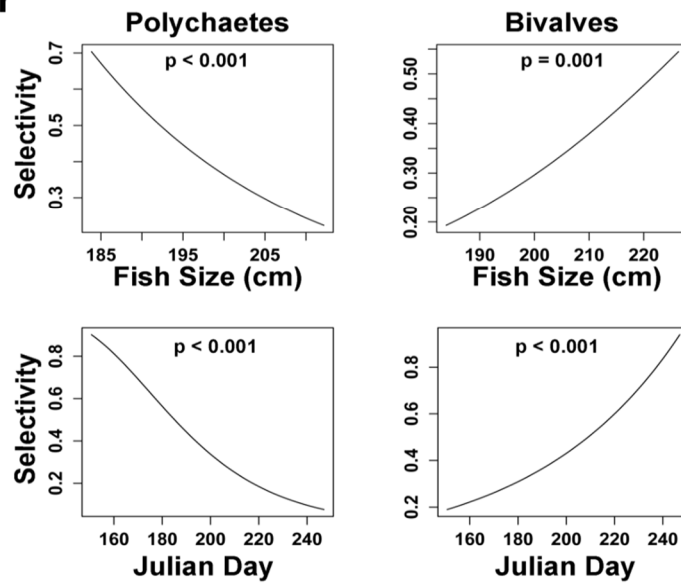 Polychaetes
Bivalves
p < 0.001
Selectivity
0.7
0.5
0.3
185 195 205
Fish Size (cm)
p = 0.001
0.50
0.40
0.30
0.20
190 200 210 220
Fish Size (cm)
p < 0.001
Selectivity
0.8
0.6
0.4
0.2
160 180 200 220 240
Julian Day
p < 0.001
0.8
0.6
0.4
0.2
160 180 200 220 240
Julian Day